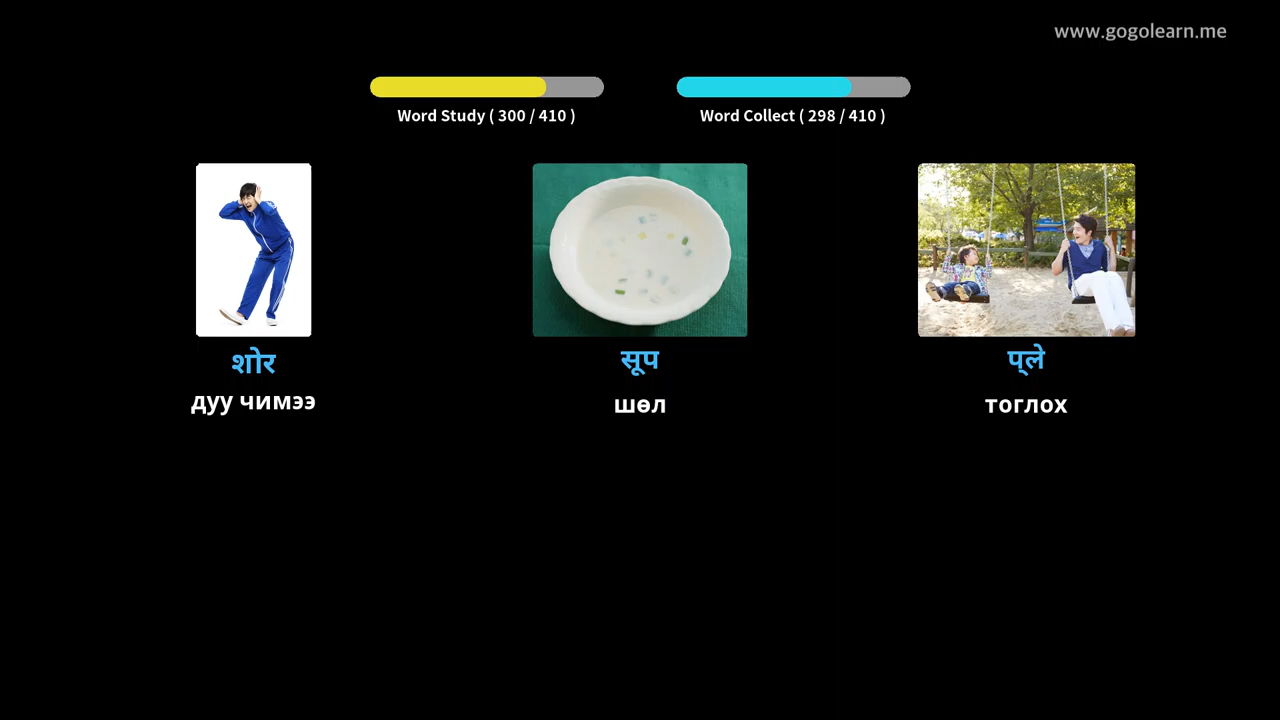 www.gogolearn.me
Word Study ( 300 / 410 )
Word Collect ( 298 / 410 )
शोर
सूप
प्ले
дуу чимээ
шөл
тоглох